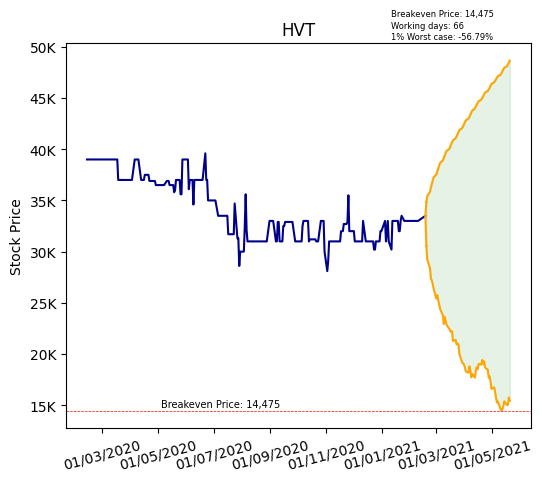 Breakeven Price: 14,475
Working days: 66
1% Worst case: -56.79%
HVT
Stock Price
50K
45K
40K
35K
30K
25K
20K
15K
Breakeven Price: 14,475
01/03/2020
01/05/2020
01/07/2020
01/09/2020
01/11/2020
01/01/2021
01/03/2021
01/05/2021